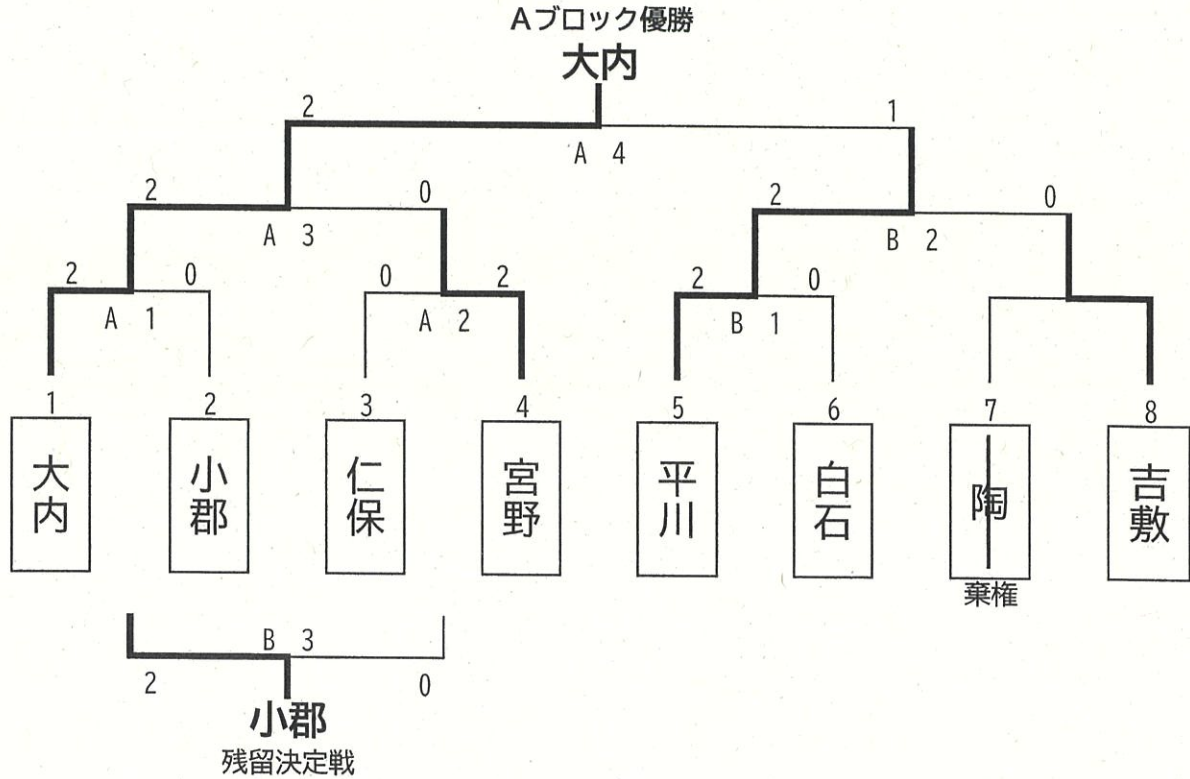 Aブロック優勝
大内
2 1
A 4
2 0 2 0
A 3 B 2
2 0 0 2 2 0
A 1 A 2 B 1
1 2 3 4 5 6 7 8
大内 小郡 仁保 宮野 平川 白石 陶 吉敷
棄権
B 3
2 0
小郡
残留決定戦